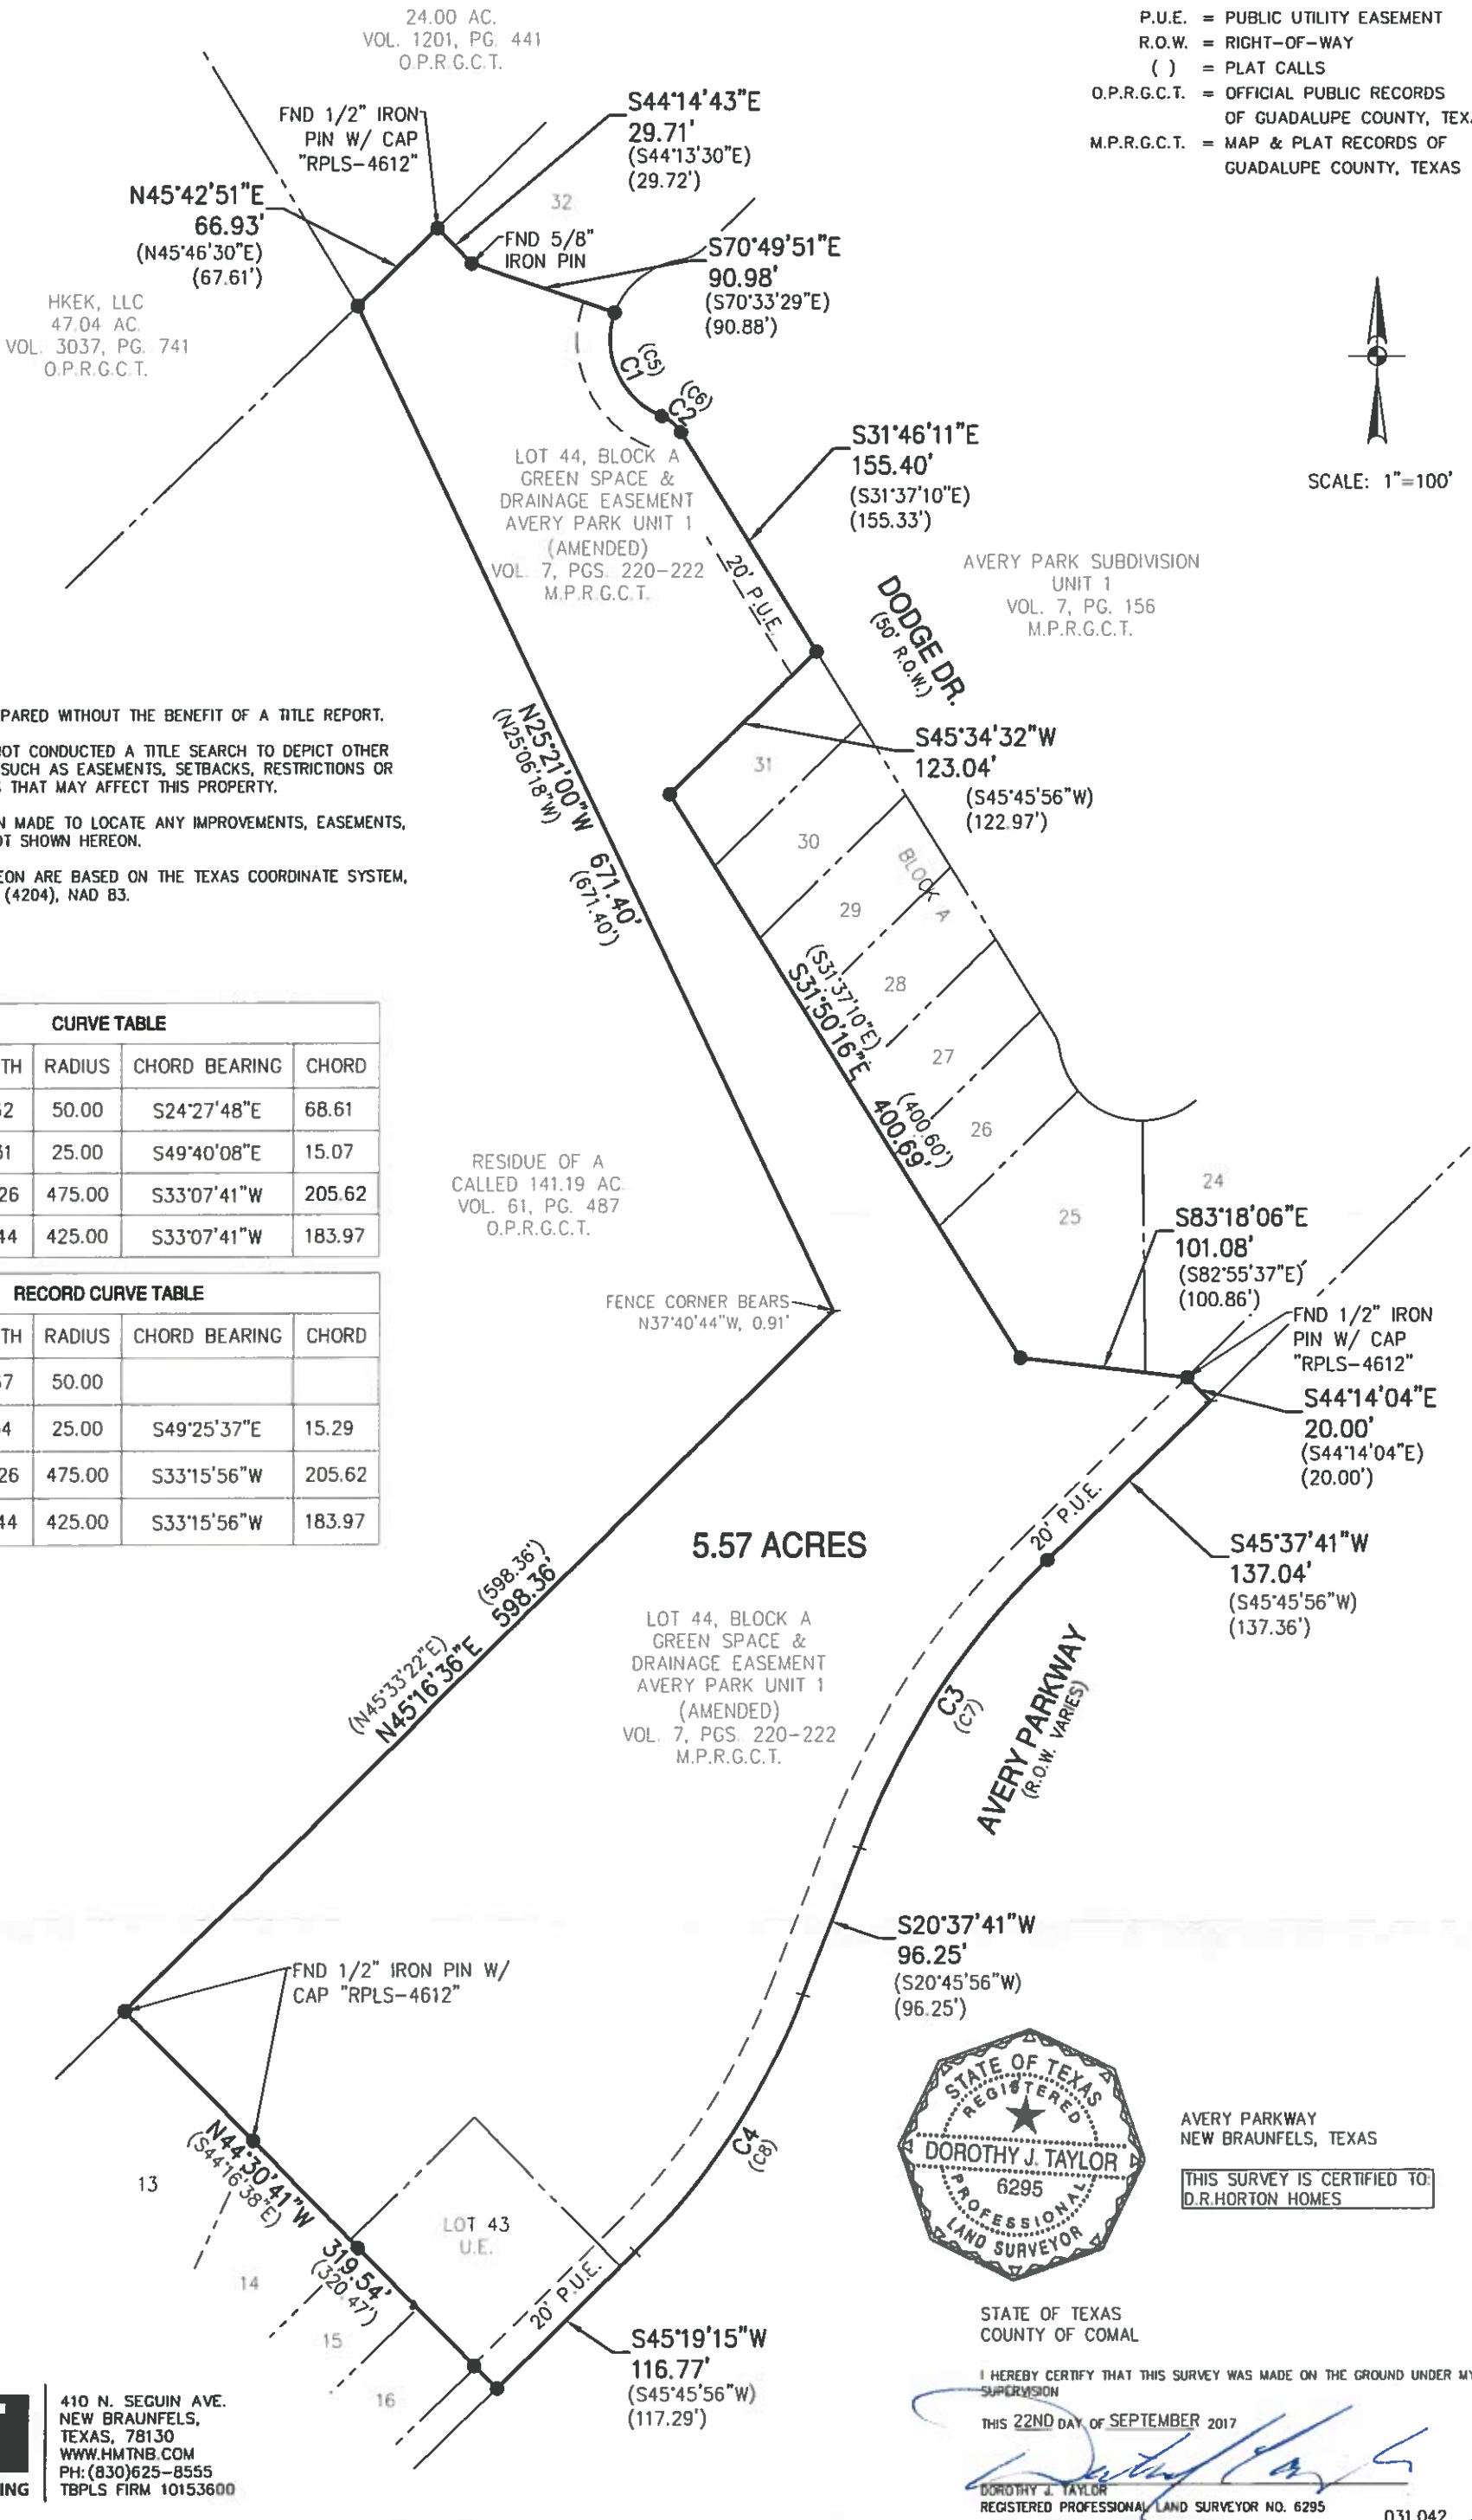 24.00 AC.
VOL. 1201, PG. 441
O.P.R.G.C.T.
P.U.E. = PUBLIC UTILITY EASEMENT
R.O.W. = RIGHT-OF-WAY
( ) = PLAT CALLS
O.P.R.G.C.T. = OFFICIAL PUBLIC RECORDS
OF GUADALUPE COUNTY,
M.P.R.G.C.T. = MAP & PLAT RECORDS OF
GUADALUPE COUNTY, TEXAS
FND 1/2" IRON
PIN W/ CAP
"RPLS-4612"
S44°14'43"E
29.71'
(S44°13'30"E)
(29.72')
N45°42'51"E
66.93'
(N45°46'30"E)
(67.61')
32
FND 5/8"
IRON PIN
S70°49'51"E
90.98'
(S70°33'29"E)
(90.88')
HKEK, LLC
47.04 AC.
VOL. 3037, PG. 741
O.P.R.G.C.T.
C1
(C5)
C2
(C6)
SCALE: 1"=100'
S31°46'11"E
155.40'
(S31°37'10"E)
(155.33')
LOT 44, BLOCK A
GREEN SPACE &
DRAINAGE EASEMENT
AVERY PARK UNIT 1
(AMENDED)
VOL. 7, PGS. 220-222
M.P.R.G.C.T.
20' P.U.E.
DODGE DR.
(50' R.O.W.)
AVERY PARK SUBDIVISION
UNIT 1
VOL. 7, PG. 156
M.P.R.G.C.T.
WITHOUT THE BENEFIT OF A TITLE REPORT.
CONDUCTED A TITLE SEARCH TO DEPICT OTHER
SUCH AS EASEMENTS, SETBACKS, RESTRICTIONS OR
THAT MAY AFFECT THIS PROPERTY.
MADE TO LOCATE ANY IMPROVEMENTS, EASEMENTS,
SHOWN HEREON.
ARE BASED ON THE TEXAS COORDINATE SYSTEM,
(4204), NAD 83.
N25°21'00"W 671.40'
(N25°06'18"W) (671.40')
S45°34'32"W
123.04'
(S45°45'56"W)
(122.97')
31
30
BLOCK A
29
28
27
26
25
24
(S31°37'10"E) (400.60')
S31°50'16"E 400.69'
CURVE TABLE
RADIUS CHORD BEARING CHORD
50.00 S24°27'48"E 68.61
25.00 S49°40'08"E 15.07
475.00 S33°07'41"W 205.62
425.00 S33°07'41"W 183.97
RECORD CURVE TABLE
RADIUS CHORD BEARING CHORD
50.00
25.00 S49°25'37"E 15.29
475.00 S33°15'56"W 205.62
425.00 S33°15'56"W 183.97
RESIDUE OF A
CALLED 141.19 AC.
VOL. 61, PG. 487
O.P.R.G.C.T.
FENCE CORNER BEARS
N37°40'44"W, 0.91'
S83°18'06"E
101.08'
(S82°55'37"E)
(100.86')
FND 1/2" IRON
PIN W/ CAP
"RPLS-4612"
S44°14'04"E
20.00'
(S44°14'04"E)
(20.00')
20' P.U.E.
S45°37'41"W
137.04'
(S45°45'56"W)
(137.36')
5.57 ACRES
(N45°33'22"E) (598.36')
N45°16'36"E 598.36'
LOT 44, BLOCK A
GREEN SPACE &
DRAINAGE EASEMENT
AVERY PARK UNIT 1
(AMENDED)
VOL. 7, PGS. 220-222
M.P.R.G.C.T.
C3
(C7)
AVERY PARKWAY
(R.O.W. VARIES)
S20°37'41"W
96.25'
(S20°45'56"W)
(96.25')
FND 1/2" IRON PIN W/
CAP "RPLS-4612"
N44°30'41"W 319.54'
(S44°16'38"E) (320.47')
13
14
15
16
LOT 43
U.E.
C4
(C8)
20' P.U.E.
S45°19'15"W
116.77'
(S45°45'56"W)
(117.29')
STATE OF TEXAS
REGISTERED
DOROTHY J. TAYLOR
6295
PROFESSIONAL
LAND SURVEYOR
AVERY PARKWAY
NEW BRAUNFELS, TEXAS
THIS SURVEY IS CERTIFIED TO:
D.R.HORTON HOMES
STATE OF TEXAS
COUNTY OF COMAL
I HEREBY CERTIFY THAT THIS SURVEY WAS MADE ON THE GROUND UNDER MY
SUPERVISION
THIS 22ND DAY OF SEPTEMBER 2017
DOROTHY J. TAYLOR
REGISTERED PROFESSIONAL LAND SURVEYOR NO. 6295
031.042
410 N. SEGUIN AVE.
NEW BRAUNFELS,
TEXAS, 78130
WWW.HMTNB.COM
PH:(830)625-8555
TBPLS FIRM 10153600